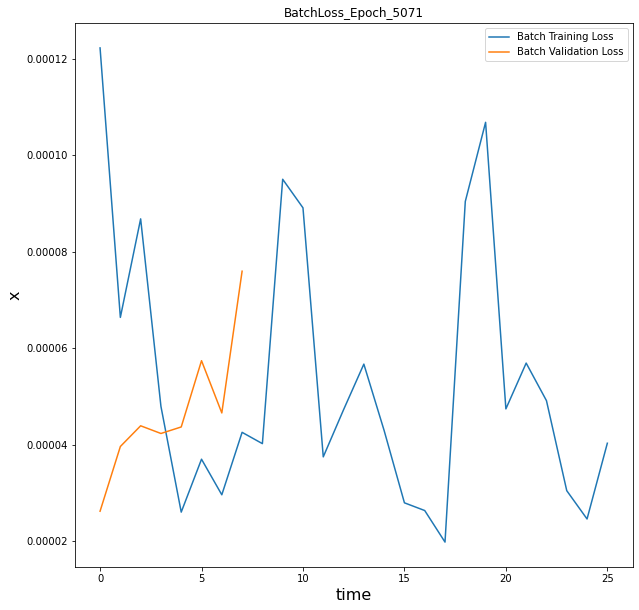 BatchLoss_Epoch_5071
Batch Training Loss
Batch Validation Loss
0.00012
0.00010
0.00008
0.00006
0.00004
0.00002
x
0 5 10 15 20 25
time